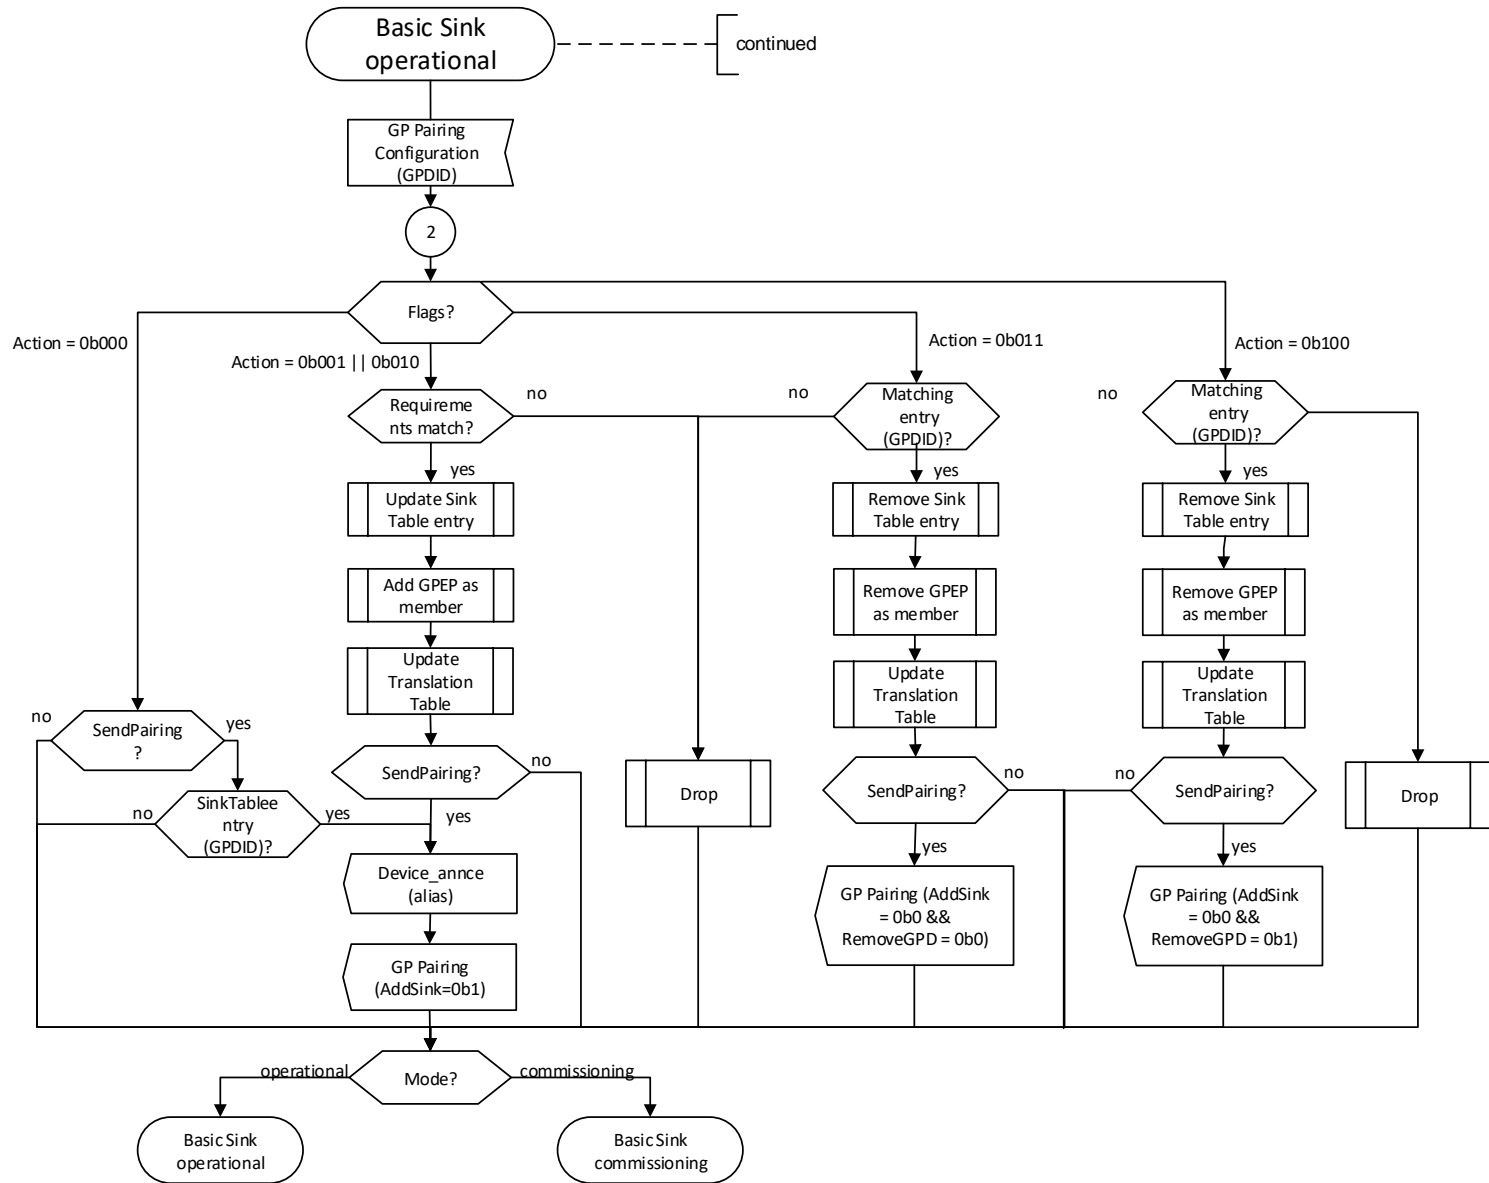 Basic Sink
operational
continued
GP Pairing
Configuration
(GPDID)
2
Flags?
Action = 0b000
Action = 0b001 || 0b010
Action = 0b011
Action = 0b100
Requireme
nts match?
no
no
Matching
entry
(GPDID)?
no
Matching
entry
(GPDID)?
yes
yes
yes
Update Sink
Table entry
Remove Sink
Table entry
Remove Sink
Table entry
Add GPEP as
member
Remove GPEP
as member
Remove GPEP
as member
Update
Translation
Table
Update
Translation
Table
Update
Translation
Table
no
SendPairing
?
yes
SendPairing?
no
Drop
SendPairing?
no
no
SendPairing?
Drop
no
SinkTablee
ntry
(GPDID)?
yes
yes
yes
yes
Device_annce
(alias)
GP Pairing (AddSink
= 0b0 &&
RemoveGPD = 0b0)
GP Pairing (AddSink
= 0b0 &&
RemoveGPD = 0b1)
GP Pairing
(AddSink=0b1)
operational
Mode?
commissioning
Basic Sink
operational
Basic Sink
commissioning